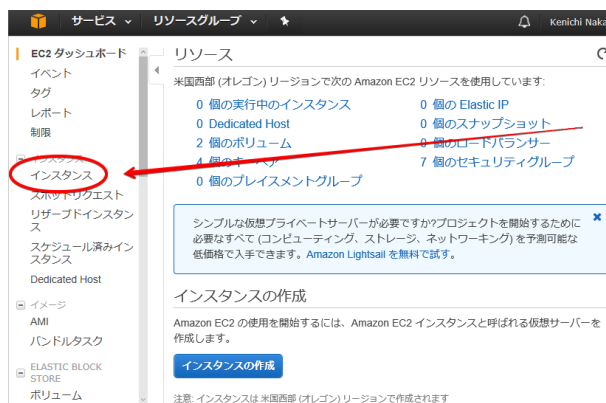 サービス リソースグループ Kenichi Naka
EC2 ダッシュボード
イベント
タグ
レポート
制限
インスタンス
インスタンス
スポットリクエスト
リザーブドインスタン
ス
スケジュール済みイン
スタンス
Dedicated Host
イメージ
AMI
バンドルタスク
ELASTIC BLOCK
STORE
ボリューム
リソース
米国西部 (オレゴン) リージョンで次の Amazon EC2 リソースを使用しています:
0 個の実行中のインスタンス 0 個の Elastic IP
0 Dedicated Host 0 個のスナップショット
2 個のボリューム 0 個のロードバランサー
4 個のキーペア 7 個のセキュリティグループ
0 個のプレイスメントグループ
シンプルな仮想プライベートサーバーが必要ですか?プロジェクトを開始するために
必要なすべて (コンピューティング、ストレージ、ネットワーキング) を予測可能な
低価格で入手できます。Amazon Lightsail を無料で試す。
インスタンスの作成
Amazon EC2 の使用を開始するには、Amazon EC2 インスタンスと呼ばれる仮想サーバーを
作成します。
インスタンスの作成
注意: インスタンスは 米国西部 (オレゴン) リージョンで作成されます